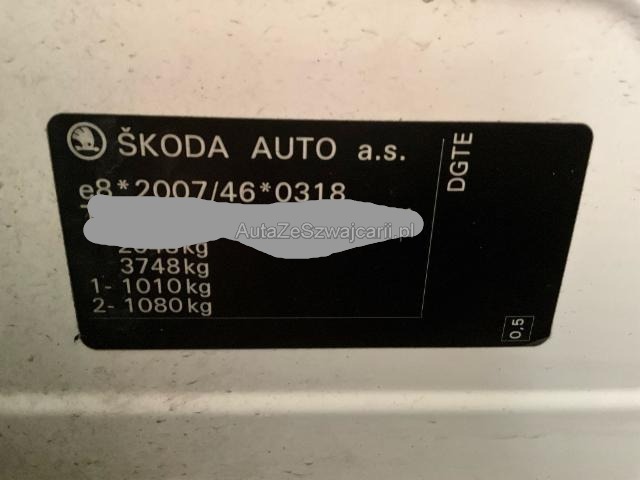 ŠKODA AUTO a.s.
e8*2007/46*0318
AutaZeSzwajcarii.pl
3748kg
1- 1010kg
2- 1080kg
DGTE
0,5